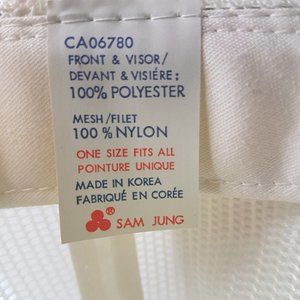 CA06780
FRONT & VISOR/
DEVANT & VISIÉRE:
100% POLYESTER
MESH/FILET
100% NYLON
ONE SIZE FITS ALL
POINTURE UNIQUE
MADE IN KOREA
FABRIQUÉ EN CORÉE
® SAM JUNG